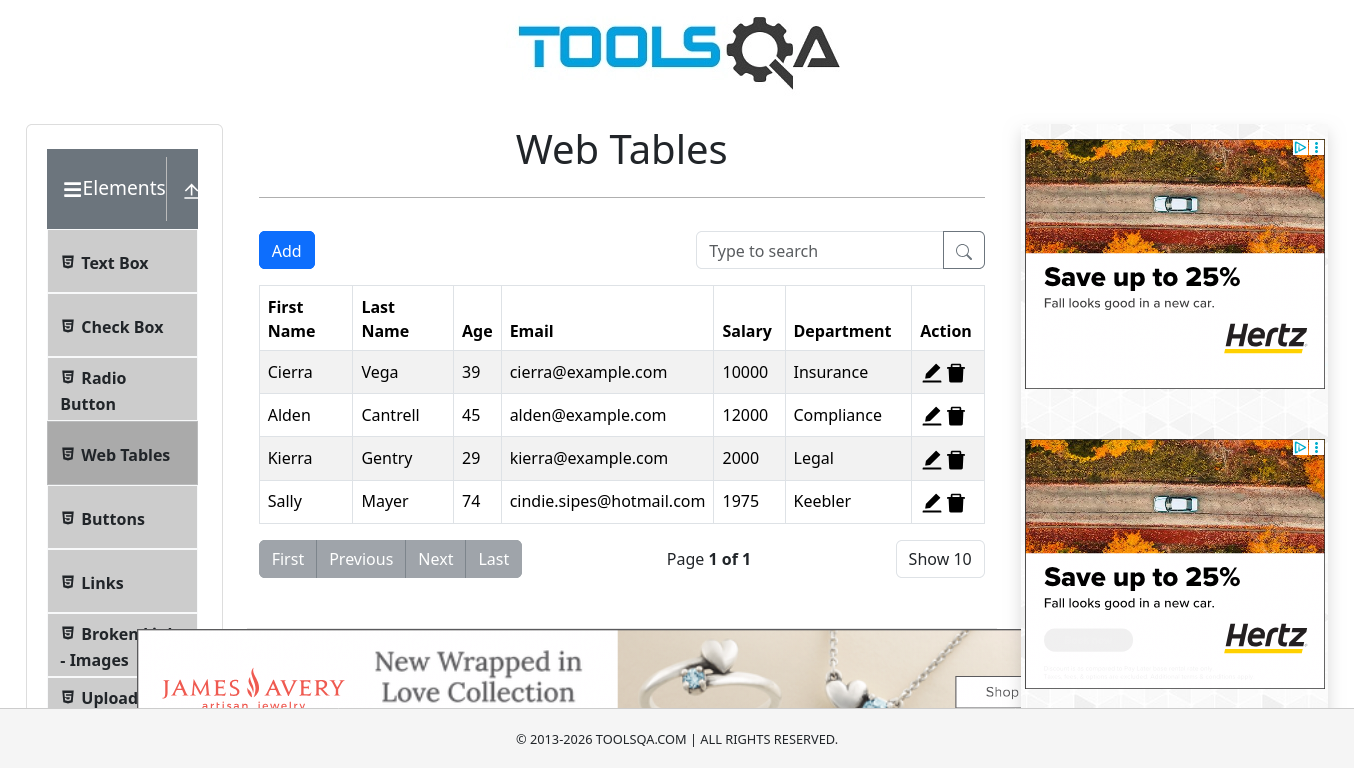 TOOLSQA
Elements
Text Box
Check Box
Radio
Button
Web Tables
Buttons
Links
Broken
- Images
Upload
Web Tables
Add
Type to search
First Name Last Name Age Email Salary Department Action
Cierra Vega 39 cierra@example.com 10000 Insurance
Alden Cantrell 45 alden@example.com 12000 Compliance
Kierra Gentry 29 kierra@example.com 2000 Legal
Sally Mayer 74 cindie.sipes@hotmail.com 1975 Keebler
First Previous Next Last Page 1 of 1 Show 10
Save up to 25%
Fall looks good in a new car.
Hertz
Save up to 25%
Fall looks good in a new car.
Hertz
JAMES AVERY
artisan jewelry
New Wrapped in
Love Collection
Shop
© 2013-2026 TOOLSQA.COM | ALL RIGHTS RESERVED.